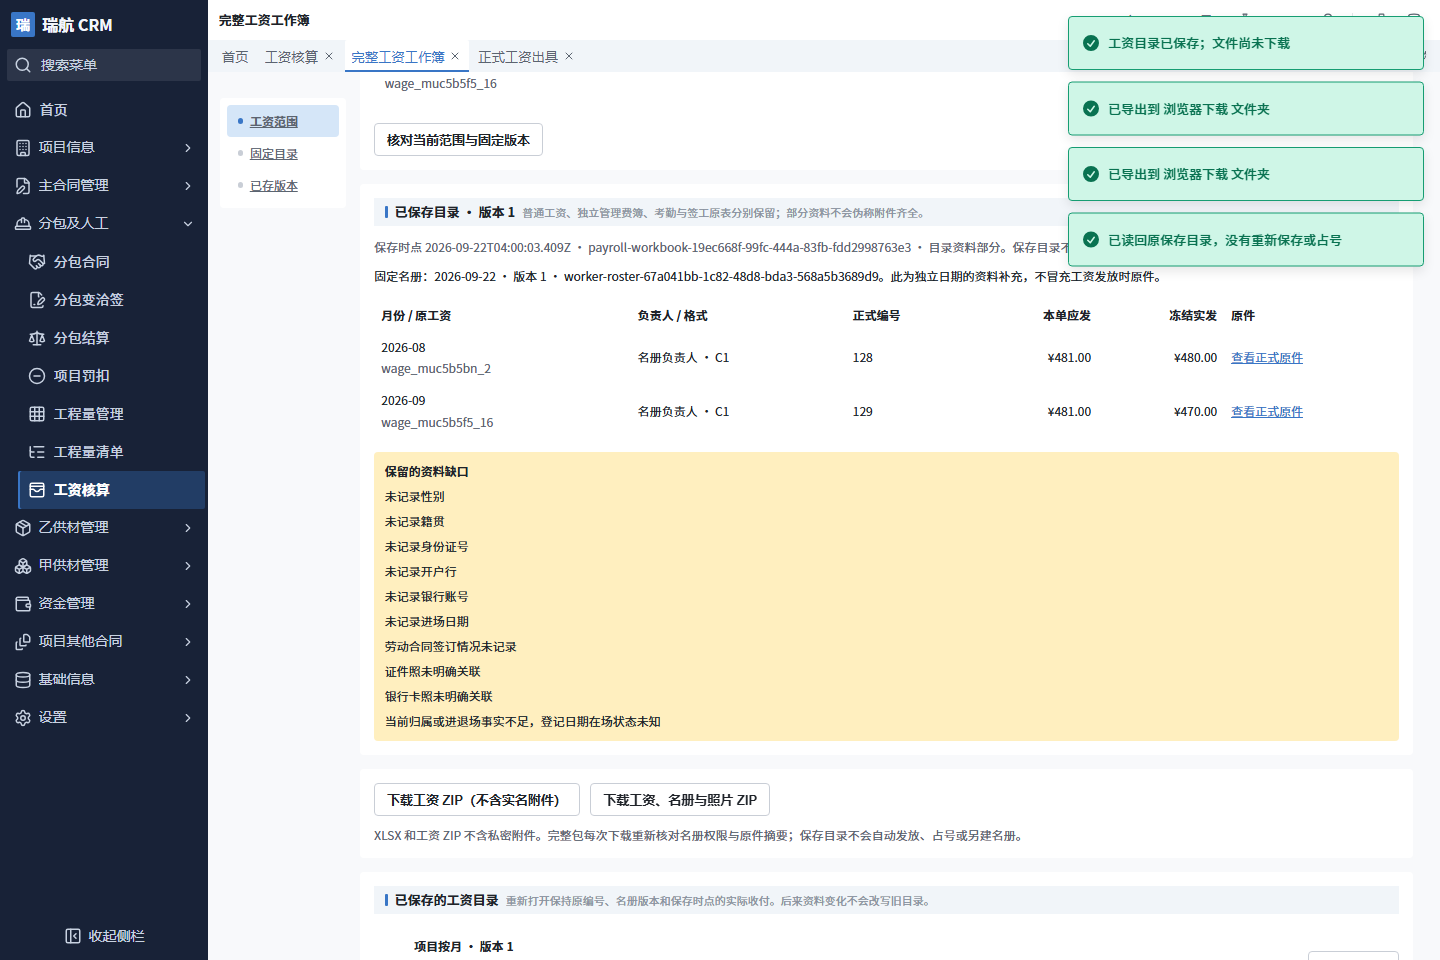 瑞 瑞航 CRM
搜索菜单
首页
项目信息
主合同管理
分包及人工
分包合同
分包变洽签
分包结算
项目罚扣
工程量管理
工程量清单
工资核算
乙供材管理
甲供材管理
资金管理
项目其他合同
基础信息
设置
收起侧栏
完整工资工作簿
首页 工资核算 × 完整工资工作簿 × 正式工资出具 ×
工资目录已保存；文件尚未下载
已导出到 浏览器下载 文件夹
已导出到 浏览器下载 文件夹
已读回原保存目录，没有重新保存或占号
工资范围
固定目录
已存版本
wage_muc5b5f5_16
核对当前范围与固定版本
已保存目录 · 版本 1 普通工资、独立管理费簿、考勤与签工原表分别保留；部分资料不会伪称附件齐全。
保存时点 2026-09-22T04:00:03.409Z · payroll-workbook-19ec668f-99fc-444a-83fb-fdd2998763e3 · 目录资料部分。保存目录不
固定名册：2026-09-22 · 版本 1 · worker-roster-67a041bb-1c82-48d8-bda3-568a5b3689d9。此为独立日期的资料补充，不冒充工资发放时原件。
月份 / 原工资 负责人 / 格式 正式编号 本单应发 冻结实发 原件
2026-08
wage_muc5b5bn_2
名册负责人 · C1 128 ¥481.00 ¥480.00 查看正式原件
2026-09
wage_muc5b5f5_16
名册负责人 · C1 129 ¥481.00 ¥470.00 查看正式原件
保留的资料缺口
未记录性别
未记录籍贯
未记录身份证号
未记录开户行
未记录银行账号
未记录进场日期
劳动合同签订情况未记录
证件照未明确关联
银行卡照未明确关联
当前归属或进退场事实不足，登记日期在场状态未知
下载工资 ZIP（不含实名附件） 下载工资、名册与照片 ZIP
XLSX 和工资 ZIP 不含私密附件。完整包每次下载重新核对名册权限与原件摘要；保存目录不会自动发放、占号或另建名册。
已保存的工资目录 重新打开保持原编号、名册版本和保存时点的实际收付。后来资料变化不会改写旧目录。
项目按月 · 版本 1